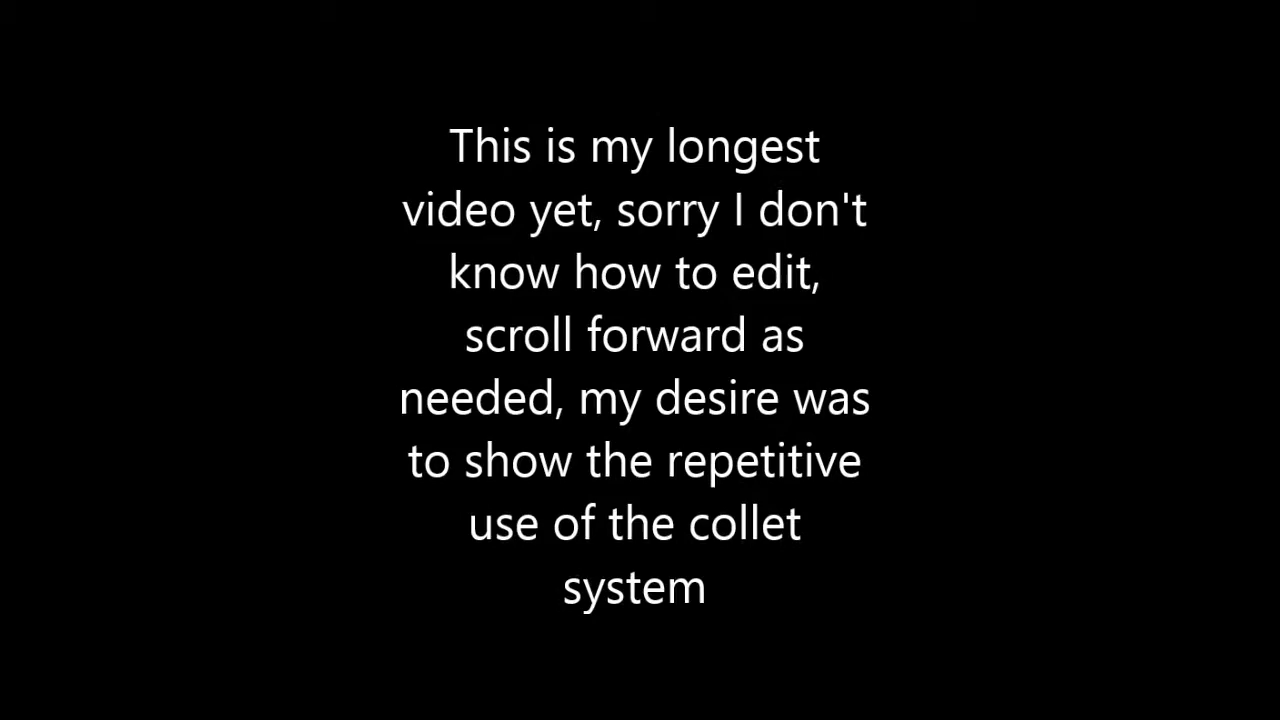 This is my longest
video yet, sorry I don't
know how to edit,
scroll forward as
needed, my desire was
to show the repetitive
use of the collet
system